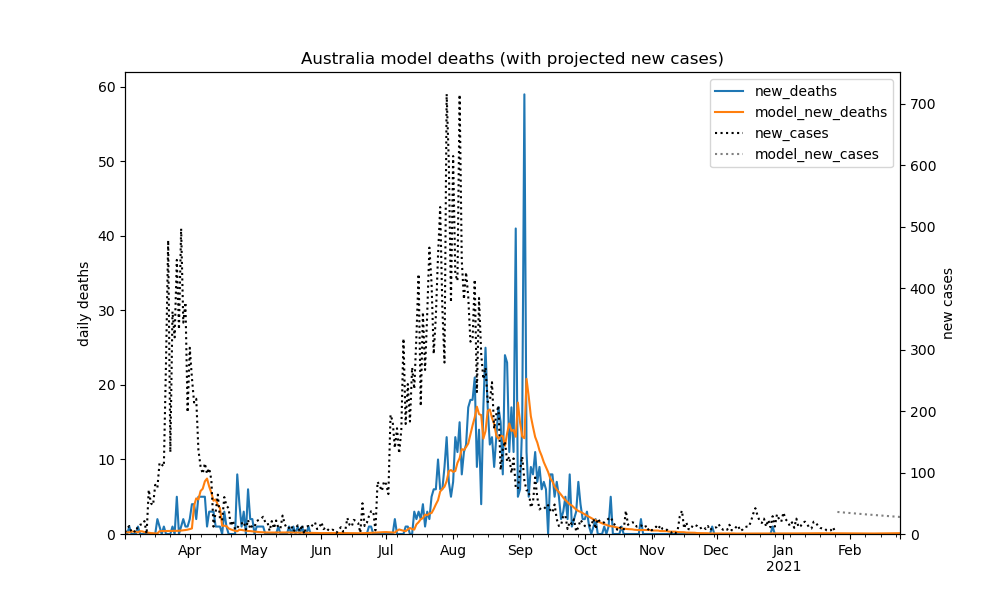 Australia model deaths (with projected new cases)
daily deaths
60
50
40
30
20
10
0
new_deaths
model_new_deaths
new_cases
model_new_cases
700
600
500
400
300
200
100
0
new cases
Apr May Jun Jul Aug Sep Oct Nov Dec Jan Feb
2021